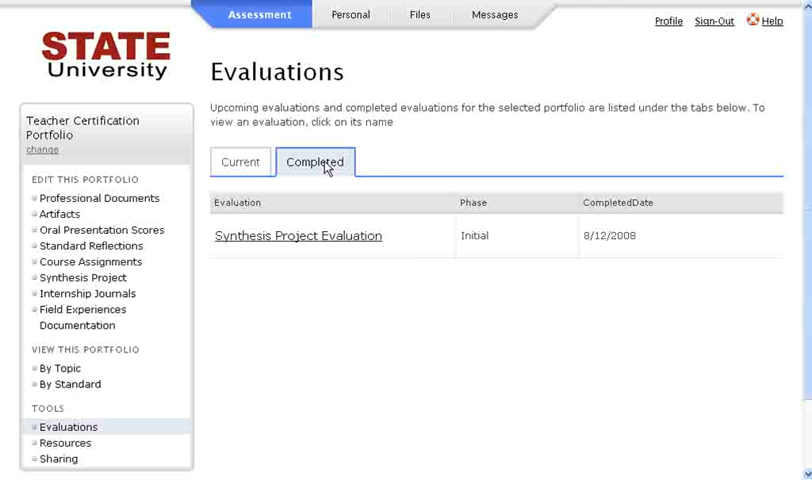 Assessment
Personal
Files
Messages
Profile
Sign-Out
Help
STATE
University
Evaluations
Upcoming evaluations and completed evaluations for the selected portfolio are listed under the tabs below. To
view an evaluation, click on its name
Teacher Certification
Portfolio
change
EDIT THIS PORTFOLIO
Professional Documents
Artifacts
Oral Presentation Scores
Standard Reflections
Course Assignments
Synthesis Project
Internship Journals
Field Experiences
Documentation
VIEW THIS PORTFOLIO
By Topic
By Standard
TOOLS
Evaluations
Resources
Sharing
Current
Completed
Evaluation Phase CompletedDate
Synthesis Project Evaluation Initial 8/12/2008